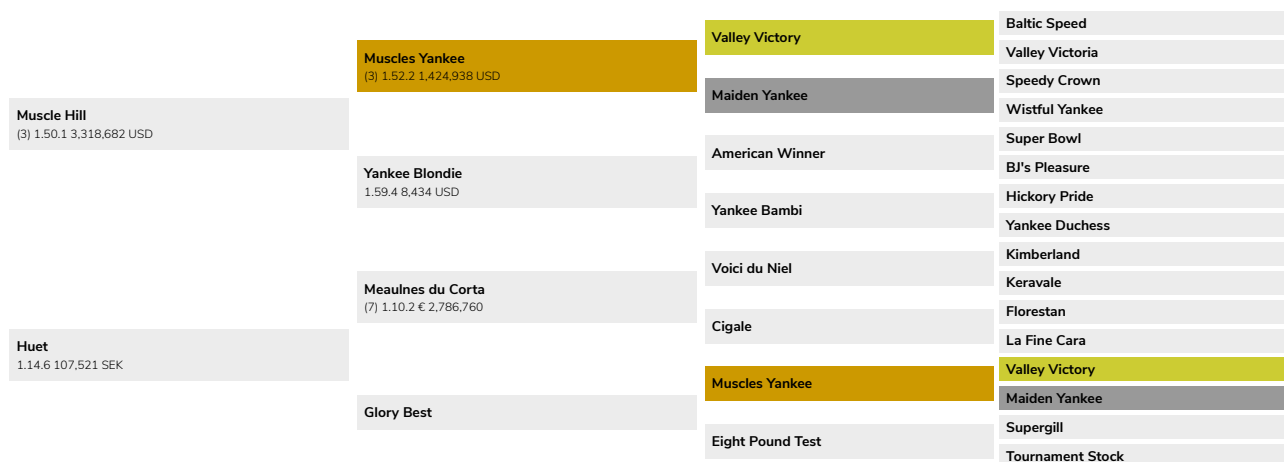 Muscle Hill
(3) 1.50.1 3,318,682 USD
Huet
1.14.6 107,521 SEK
Muscles Yankee
(3) 1.52.2 1,424,938 USD
Yankee Blondie
1.59.4 8,434 USD
Meaulnes du Corta
(7) 1.10.2 € 2,786,760
Glory Best
Valley Victory
Maiden Yankee
American Winner
Yankee Bambi
Voici du Niel
Cigale
Muscles Yankee
Eight Pound Test
Baltic Speed
Valley Victoria
Speedy Crown
Wistful Yankee
Super Bowl
BJ's Pleasure
Hickory Pride
Yankee Duchess
Kimberland
Keravale
Florestan
La Fine Cara
Valley Victory
Maiden Yankee
Supergill
Tournament Stock